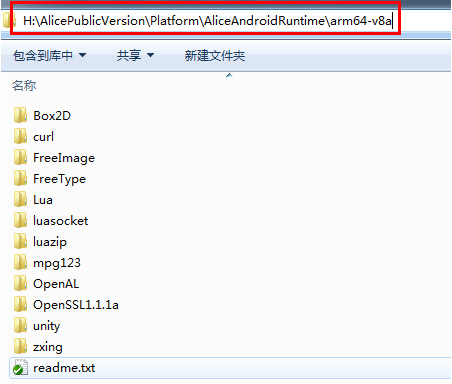 H:\AlicePublicVersion\Platform\AliceAndroidRuntime\arm64-v8a
包含到库中 共享 新建文件夹
名称
Box2D
curl
FreeImage
FreeType
Lua
luasocket
luazip
mpg123
OpenAL
OpenSSL1.1.1a
unity
zxing
readme.txt